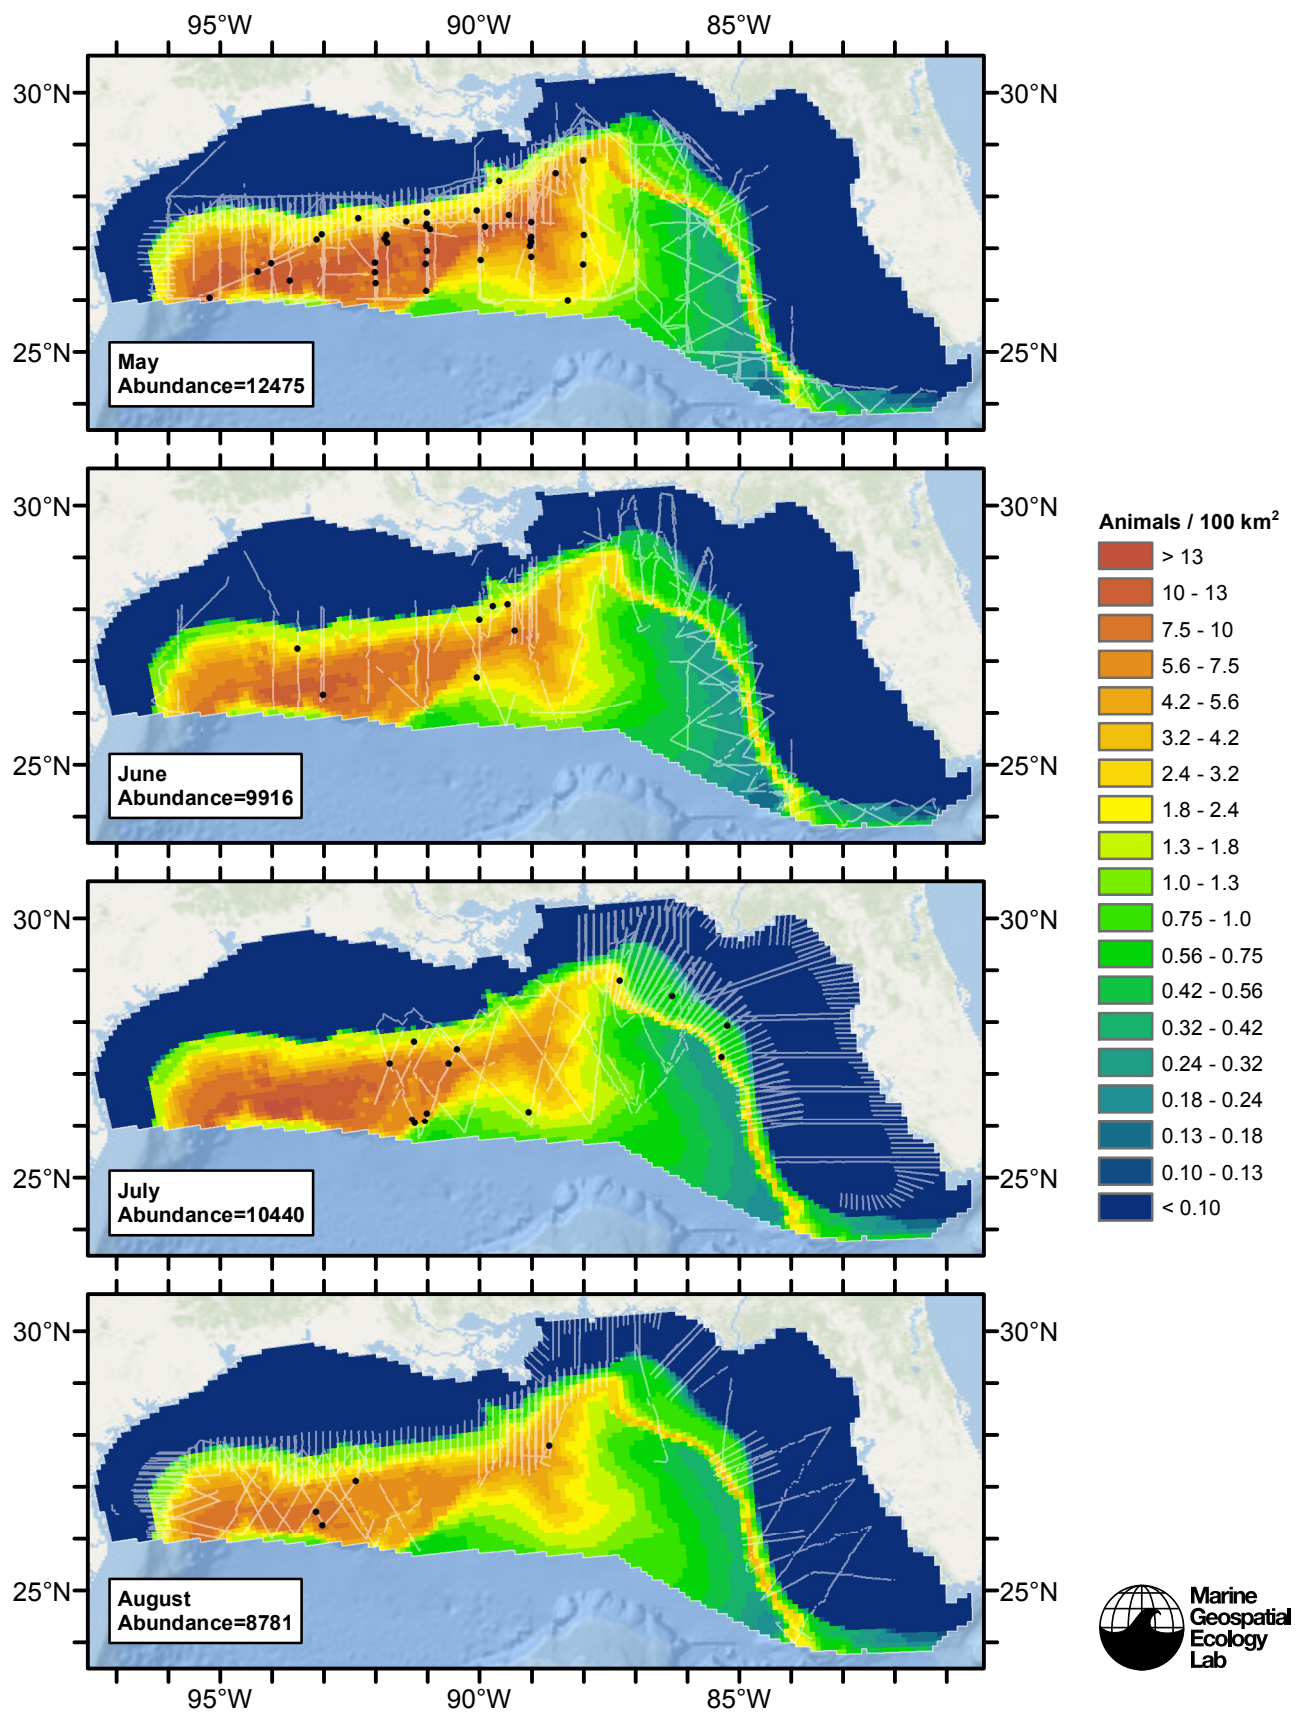 95°W 90°W 85°W
30°N 30°N
25°N 25°N
May
Abundance=12475
30°N 30°N
25°N 25°N
June
Abundance=9916
Animals / 100 km²
> 13
10 - 13
7.5 - 10
5.6 - 7.5
4.2 - 5.6
3.2 - 4.2
2.4 - 3.2
1.8 - 2.4
1.3 - 1.8
1.0 - 1.3
0.75 - 1.0
0.56 - 0.75
0.42 - 0.56
0.32 - 0.42
0.24 - 0.32
0.18 - 0.24
0.13 - 0.18
0.10 - 0.13
< 0.10
30°N 30°N
25°N 25°N
July
Abundance=10440
30°N 30°N
25°N 25°N
August
Abundance=8781
95°W 90°W 85°W
Marine
Geospatial
Ecology
Lab